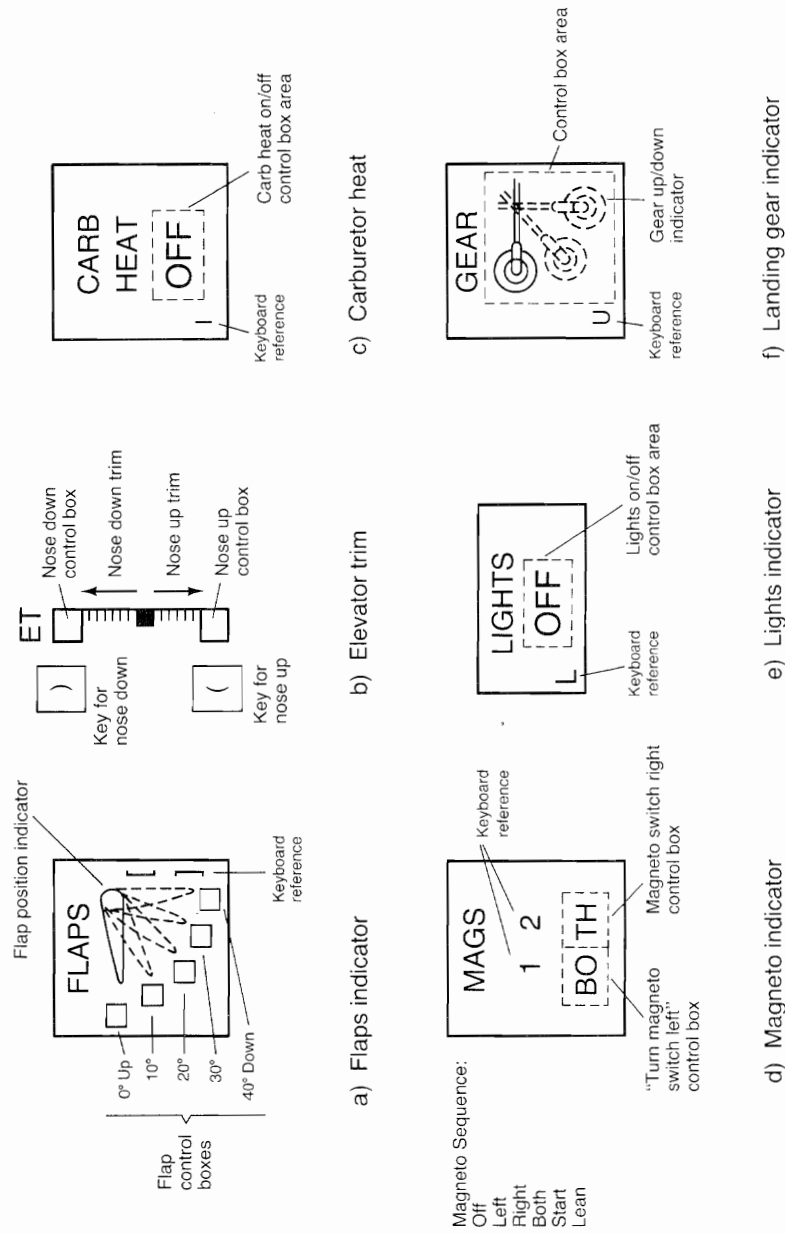 Flap position indicator
FLAPS
[
]
Keyboard
reference
0° Up
10°
20°
30°
40° Down
Flap
control
boxes
a) Flaps indicator
ET
)
Key for
nose down
(
Key for
nose up
Nose down
control box
Nose down trim
Nose up trim
Nose up
control box
b) Elevator trim
CARB
HEAT
OFF
I
Keyboard
reference
Carb heat on/off
control box area
c) Carburetor heat
Magneto Sequence:
Off
Left
Right
Both
Start
Lean
MAGS
1 2
BOTH
Keyboard
reference
"Turn magneto
switch left"
control box
Magneto switch right
control box
d) Magneto indicator
LIGHTS
OFF
L
Keyboard
reference
Lights on/off
control box area
e) Lights indicator
GEAR
U
Keyboard
reference
Gear up/down
indicator
Control box area
f) Landing gear indicator